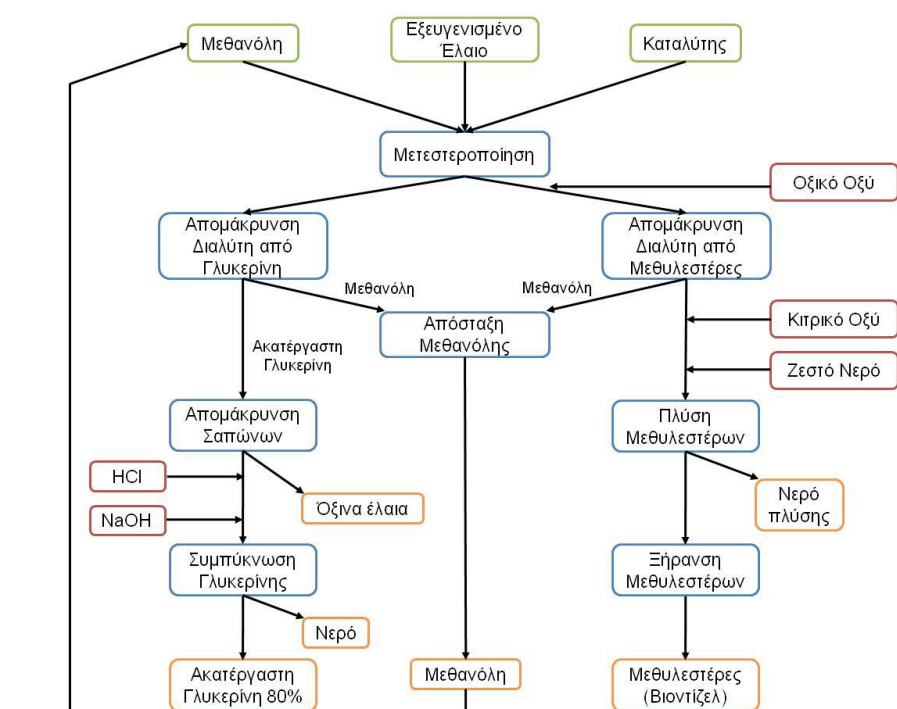 Μεθανόλη
Εξευγενισμένο
Έλαιο
Καταλύτης
Μετεστεροποίηση
Οξικό Οξύ
Απομάκρυνση
Διαλύτη από
Γλυκερίνη
Απομάκρυνση
Διαλύτη από
Μεθυλεστέρες
Μεθανόλη
Μεθανόλη
Απόσταξη
Μεθανόλης
Κιτρικό Οξύ
Ακατέργαστη
Γλυκερίνη
Ζεστό Νερό
Απομάκρυνση
Σαπώνων
Πλύση
Μεθυλεστέρων
HCl
Όξινα έλαια
Νερό
πλύσης
NaOH
Συμπύκνωση
Γλυκερίνης
Ξήρανση
Μεθυλεστέρων
Νερό
Ακατέργαστη
Γλυκερίνη 80%
Μεθανόλη
Μεθυλεστέρες
(Βιοντίζελ)